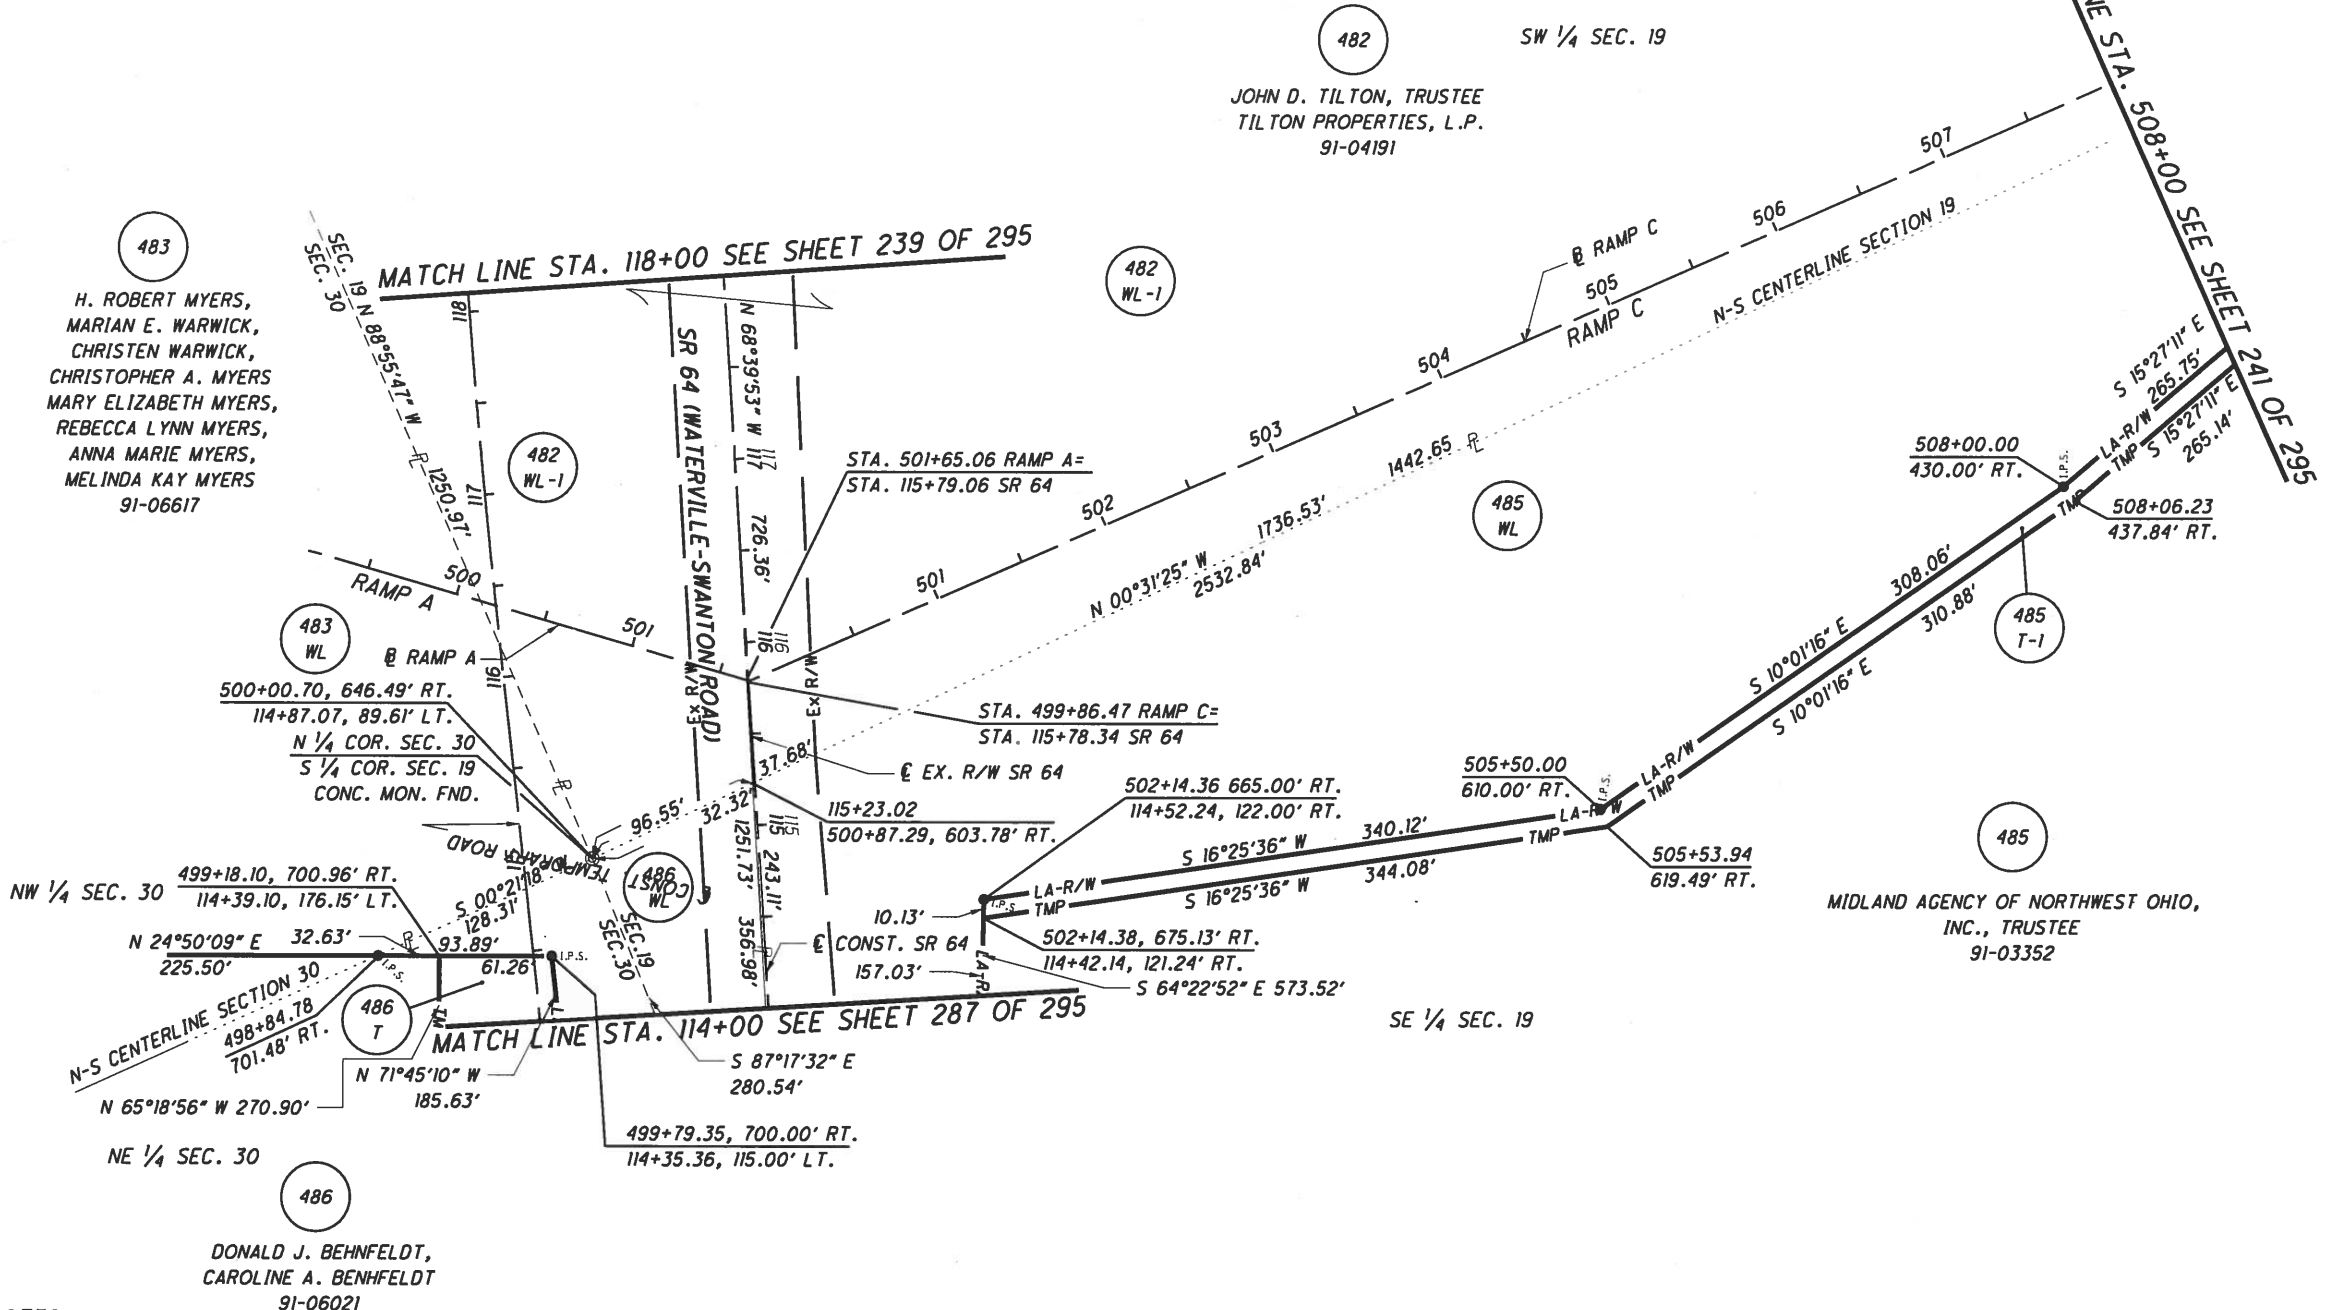 482
SW 1/4 SEC. 19
JOHN D. TILTON, TRUSTEE
TILTON PROPERTIES, L.P.
91-04191
NE STA. 508+00 SEE SHEET 241 OF 295
483
H. ROBERT MYERS,
MARIAN E. WARWICK,
CHRISTEN WARWICK,
CHRISTOPHER A. MYERS
MARY ELIZABETH MYERS,
REBECCA LYNN MYERS,
ANNA MARIE MYERS,
MELINDA KAY MYERS
91-06617
SEC. 19
SEC. 30
N 88°55'47" W
1250.97'
MATCH LINE STA. 118+00 SEE SHEET 239 OF 295
118
117
116
SR 64 (WATERVILLE-SWANTON ROAD)
N 68°39'53" W
726.36'
117
117
116
116
115
115
482
WL-1
482
WL-1
507
506
505
504
503
502
501
℄ RAMP C
RAMP C
N-S CENTERLINE SECTION 19
1442.65
1736.53'
N 00°31'25" W
2532.84'
STA. 501+65.06 RAMP A=
STA. 115+79.06 SR 64
485
WL
508+00.00
430.00' RT.
I.P.S.
LA-R/W
S 15°27'11" E
265.75'
TMP
S 15°27'11" E
265.14'
TMP
508+06.23
437.84' RT.
485
T-1
308.06'
310.88'
S 10°01'16" E
S 10°01'16" E
LA-R/W
TMP
500
RAMP A
501
483
WL
℄ RAMP A
Ex R/W
Ex R/W
500+00.70, 646.49' RT.
114+87.07, 89.61' LT.
N 1/4 COR. SEC. 30
S 1/4 COR. SEC. 19
CONC. MON. FND.
STA. 499+86.47 RAMP C=
STA. 115+78.34 SR 64
37.68'
℄ EX. R/W SR 64
96.55'
32.32'
1251.73'
243.11'
356.98'
115+23.02
500+87.29, 603.78' RT.
502+14.36 665.00' RT.
114+52.24, 122.00' RT.
505+50.00
610.00' RT.
I.P.S.
LA-R/W
340.12'
S 16°25'36" W
TMP
344.08'
S 16°25'36" W
LA-R/W
TMP
I.P.S.
505+53.94
619.49' RT.
485
MIDLAND AGENCY OF NORTHWEST OHIO,
INC., TRUSTEE
91-03352
TEMPORARY ROAD
CONST
486
WL
S 00°21'18" E
128.31'
NW 1/4 SEC. 30
499+18.10, 700.96' RT.
114+39.10, 176.15' LT.
N 24°50'09" E
225.50'
32.63'
93.89'
61.26'
I.P.S.
I.P.S.
SEC.19
SEC.30
10.13'
℄ CONST. SR 64
157.03'
502+14.38, 675.13' RT.
114+42.14, 121.24' RT.
S 64°22'52" E 573.52'
SE 1/4 SEC. 19
N-S CENTERLINE SECTION 30
498+84.78
701.48' RT.
486
T
MATCH LINE STA. 114+00 SEE SHEET 287 OF 295
N 71°45'10" W
185.63'
N 65°18'56" W 270.90'
S 87°17'32" E
280.54'
499+79.35, 700.00' RT.
114+35.36, 115.00' LT.
NE 1/4 SEC. 30
486
DONALD J. BEHNFELDT,
CAROLINE A. BENHFELDT
91-06021